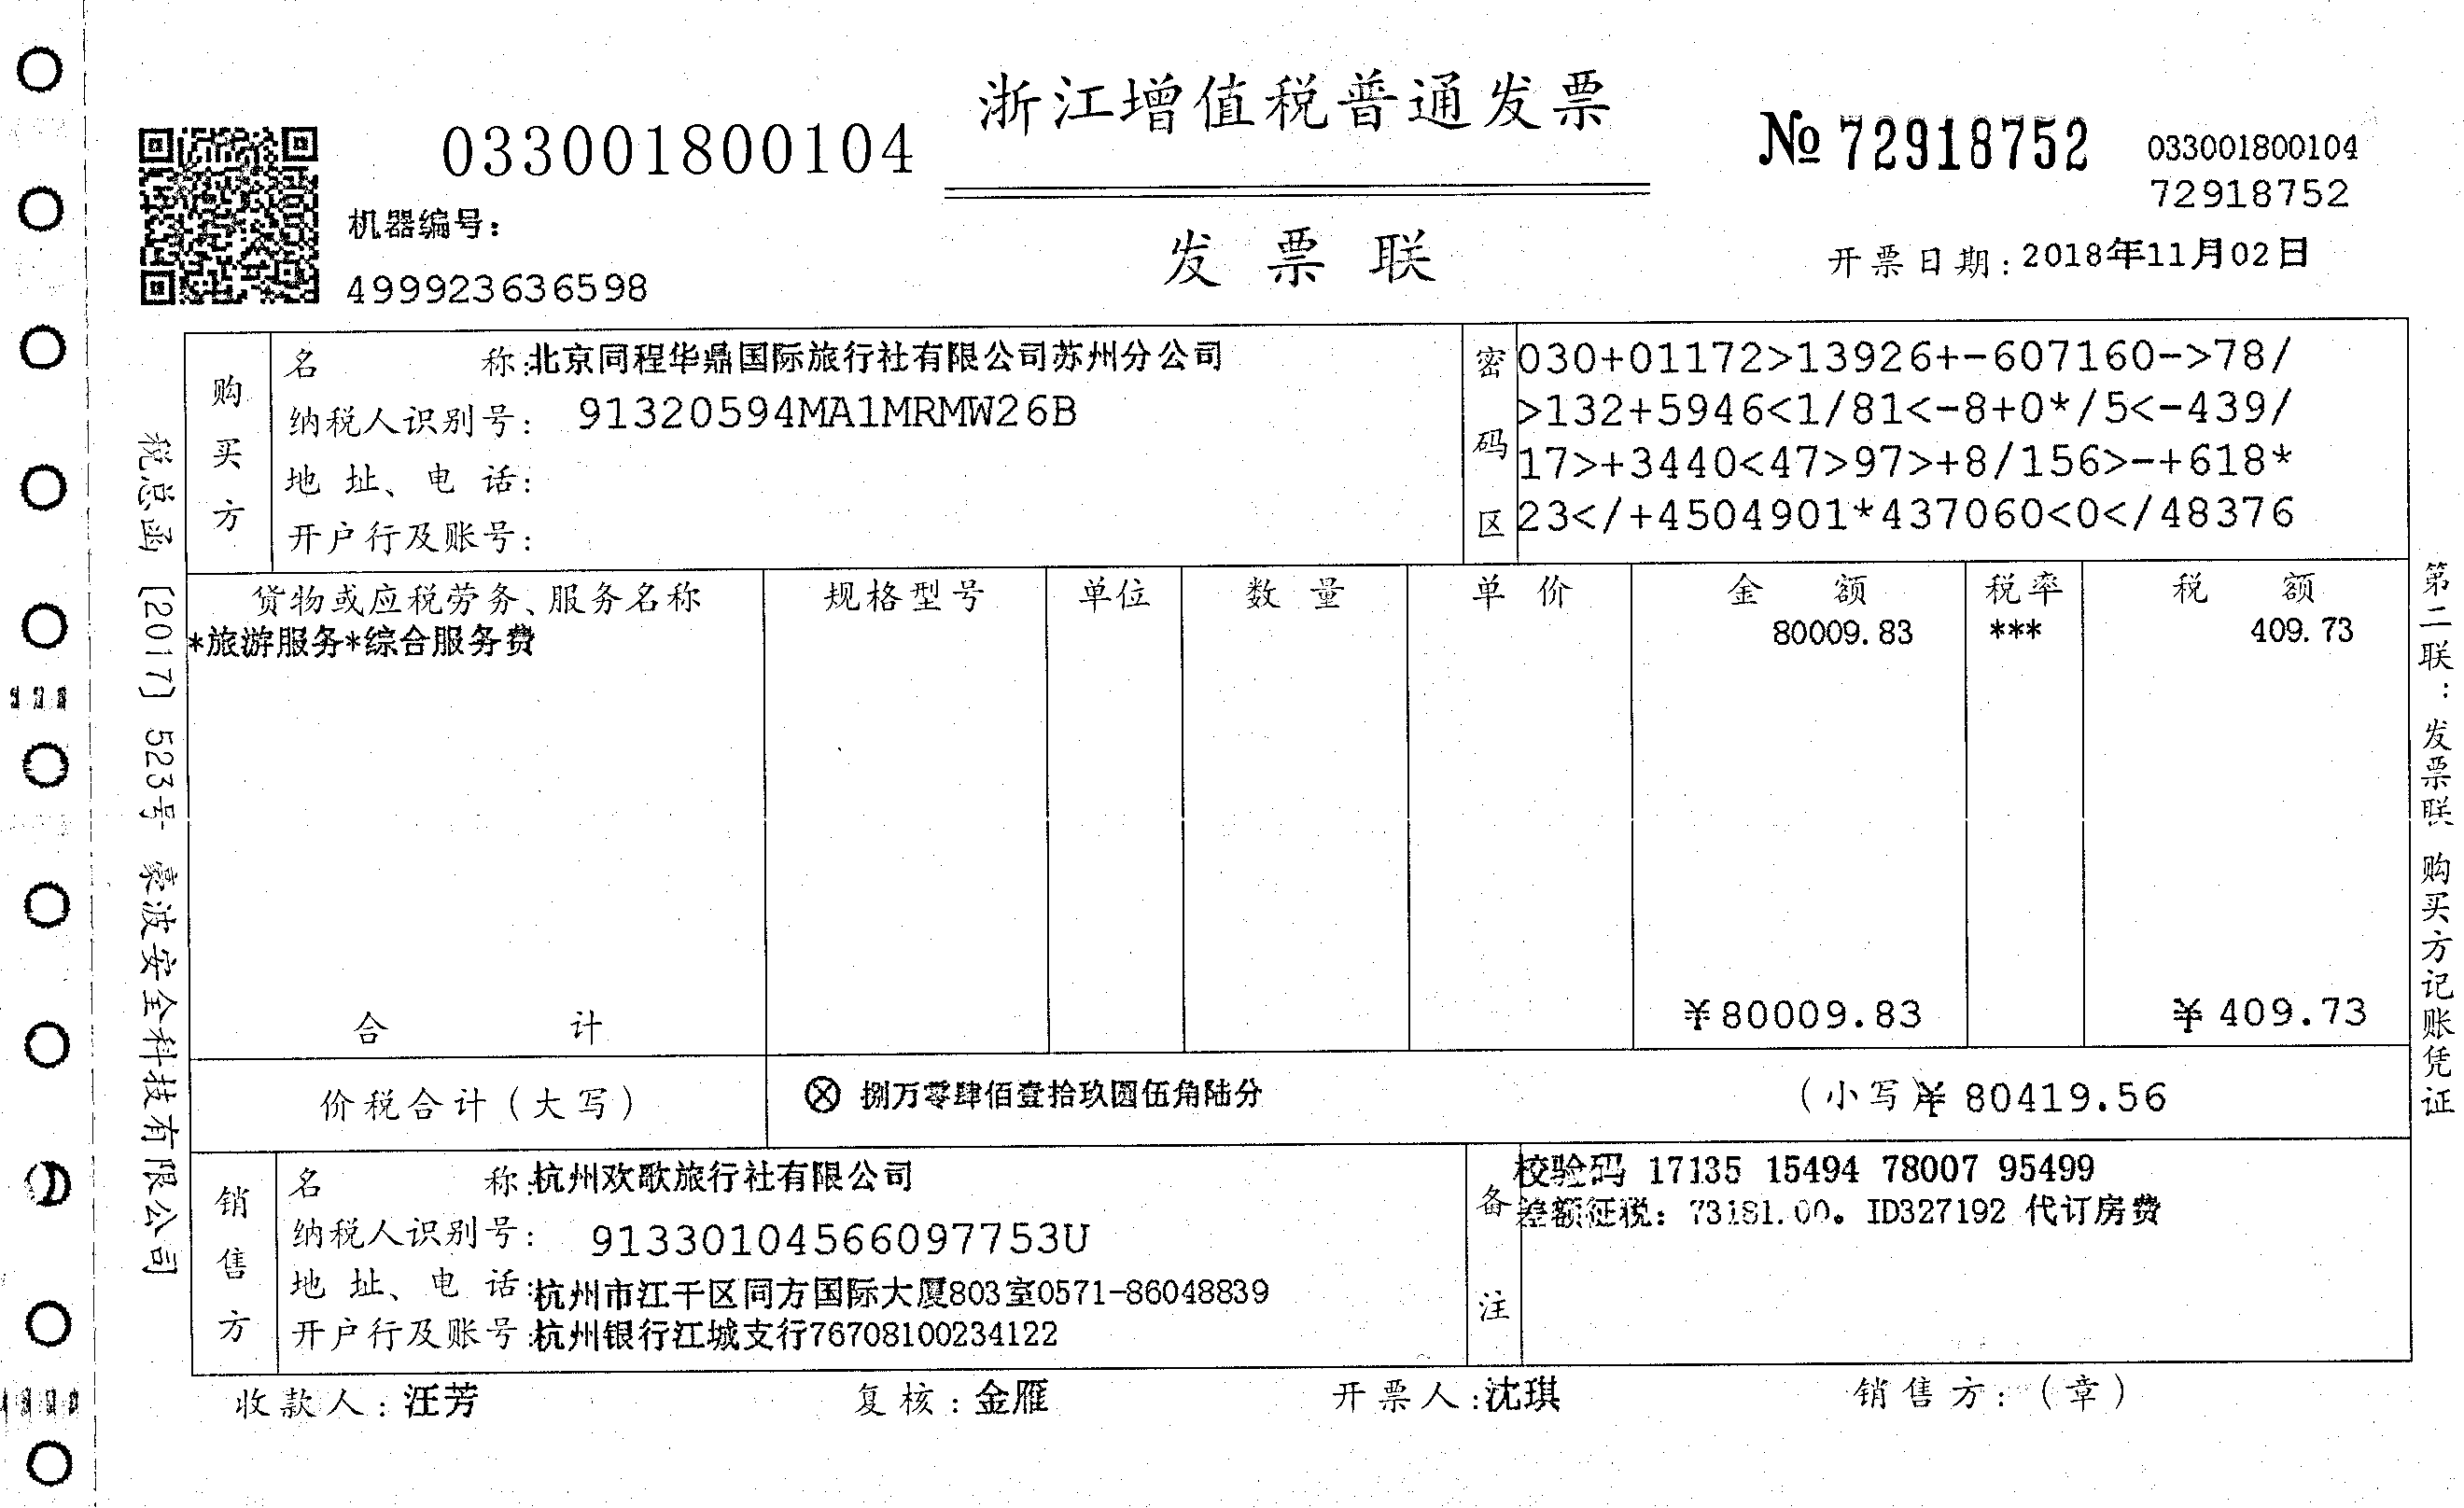 浙江增值税普通发票
033001800104
№ 72918752
033001800104
72918752
机器编号：
499923636598
发票联
开票日期：2018年11月02日
购买方
名称：北京同程华鼎国际旅行社有限公司苏州分公司
纳税人识别号：91320594MA1MRMW26B
地址、电话：
开户行及账号：
密码区
030+01172>13926+-607160->78/
>132+5946<1/81<-8+0*/5<-439/
17>+3440<47>97>+8/156>-+618*
23</+4504901*437060<0</48376
货物或应税劳务、服务名称 规格型号 单位 数量 单价 金额 税率 税额
*旅游服务*综合服务费 80009.83 *** 409.73
合计 ￥80009.83 ￥409.73
价税合计（大写） ⊗ 捌万零肆佰壹拾玖圆伍角陆分 （小写）￥80419.56
销售方
名称：杭州欢歌旅行社有限公司
纳税人识别号：91330104566097753U
地址、电话：杭州市江干区同方国际大厦803室0571-86048839
开户行及账号：杭州银行江城支行76708100234122
备注
校验码 17135 15494 78007 95499
差额征税：73181.00。ID327192 代订房费
收款人：汪芳 复核：金雁 开票人：沈琪 销售方：（章）
税总函〔2017〕523号 豪波安全科技有限公司
第二联：发票联 购买方记账凭证